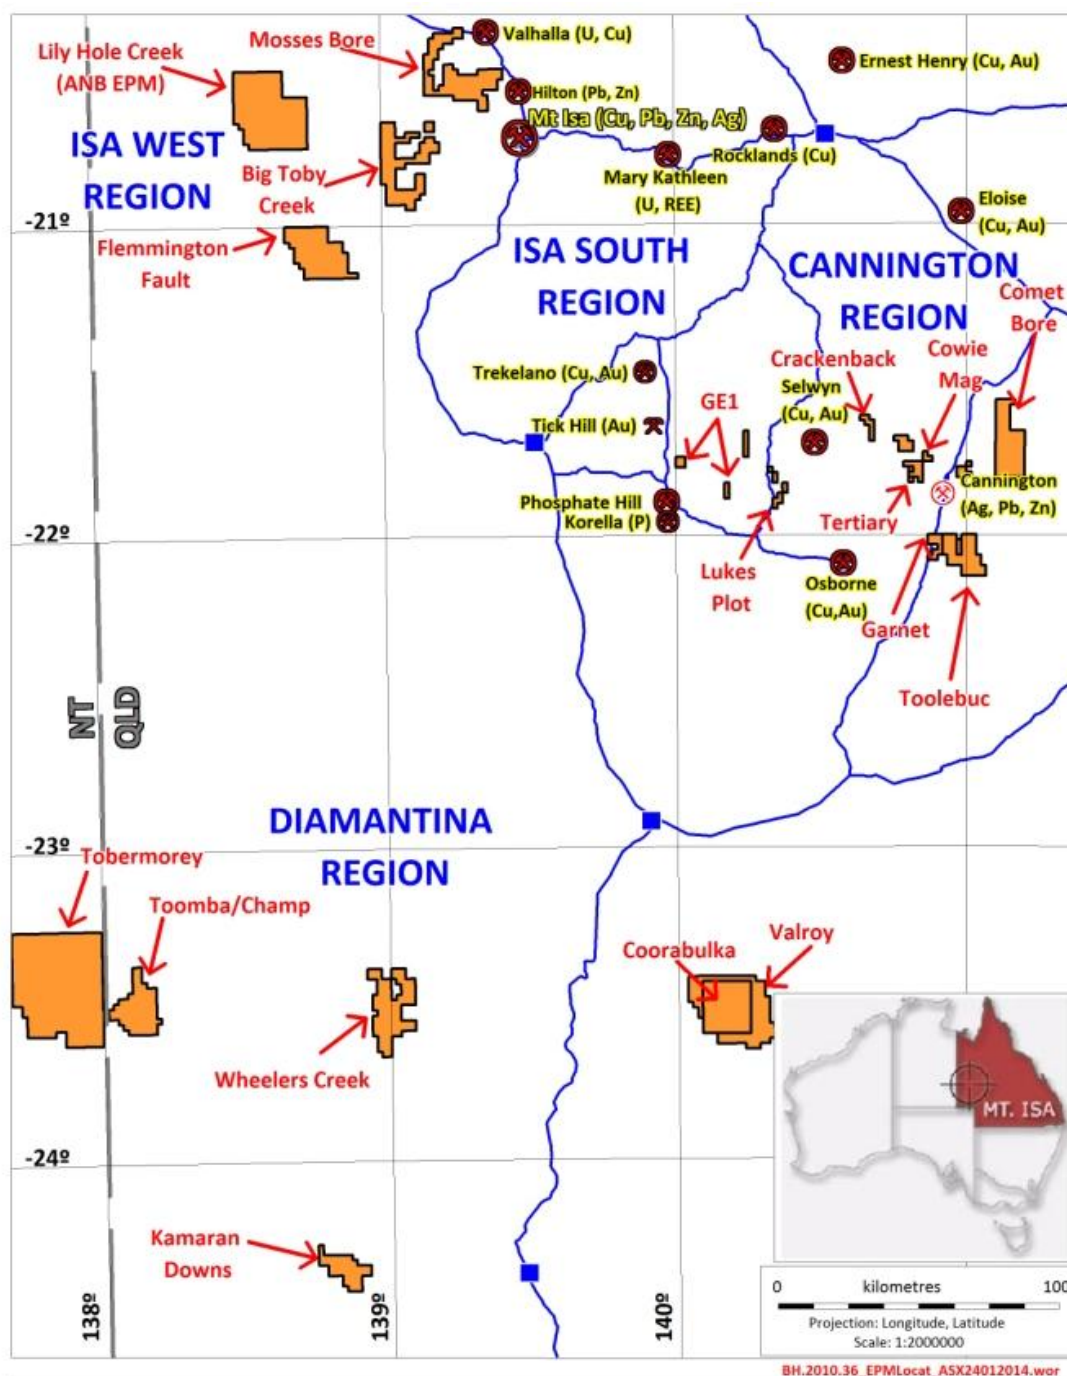 Lily Hole Creek
(ANB EPM)
Mosses Bore
Valhalla (U, Cu)
Ernest Henry (Cu, Au)
Hilton (Pb, Zn)
Mt Isa (Cu, Pb, Zn, Ag)
ISA WEST
REGION
Big Toby
Creek
Rocklands (Cu)
Mary Kathleen
(U, REE)
Eloise
(Cu, Au)
-21º
Flemmington
Fault
ISA SOUTH
REGION
CANNINGTON
REGION
Comet
Bore
Crackenback
Cowie
Mag
Trekelano (Cu, Au)
Selwyn
(Cu, Au)
GE1
Tick Hill (Au)
Cannington
(Ag, Pb, Zn)
Phosphate Hill
Korella (P)
Tertiary
-22º
Lukes
Plot
Osborne
(Cu,Au)
Garnet
Toolebuc
NT
QLD
DIAMANTINA
REGION
-23º
Tobermorey
Toomba/Champ
Coorabulka
Valroy
Wheelers Creek
MT. ISA
-24º
Kamaran
Downs
138º
139º
140º
0 kilometres 100
Projection: Longitude, Latitude
Scale: 1:2000000
BH.2010.36_EPMLocat_ASX24012014.wor